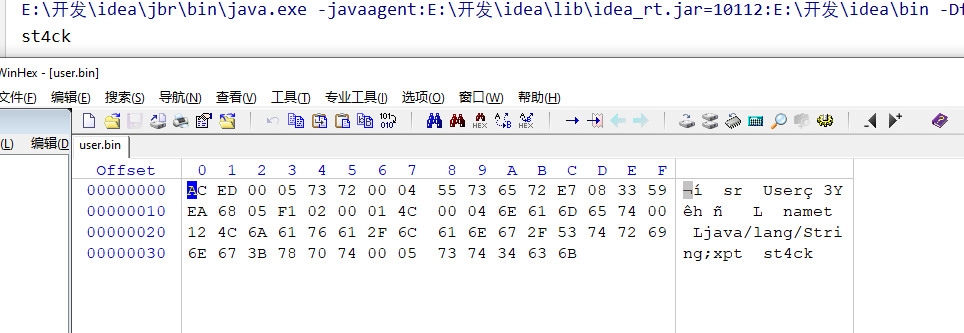 E:\开发\idea\jbr\bin\java.exe -javaagent:E:\开发\idea\lib\idea_rt.jar=10112:E:\开发\idea\bin -Df
st4ck
WinHex - [user.bin]
文件(F) 编辑(E) 搜索(S) 导航(N) 查看(V) 工具(T) 专业工具(I) 选项(O) 窗口(W) 帮助(H)
(L) 编辑(D
user.bin
Offset 0 1 2 3 4 5 6 7 8 9 A B C D E F
00000000 AC ED 00 05 73 72 00 04 55 73 65 72 E7 08 33 59 ¬í sr Userç 3Y
00000010 EA 68 05 F1 02 00 01 4C 00 04 6E 61 6D 65 74 00 êh ñ L namet
00000020 12 4C 6A 61 76 61 2F 6C 61 6E 67 2F 53 74 72 69 Ljava/lang/Stri
00000030 6E 67 3B 78 70 74 00 05 73 74 34 63 6B ng;xpt st4ck